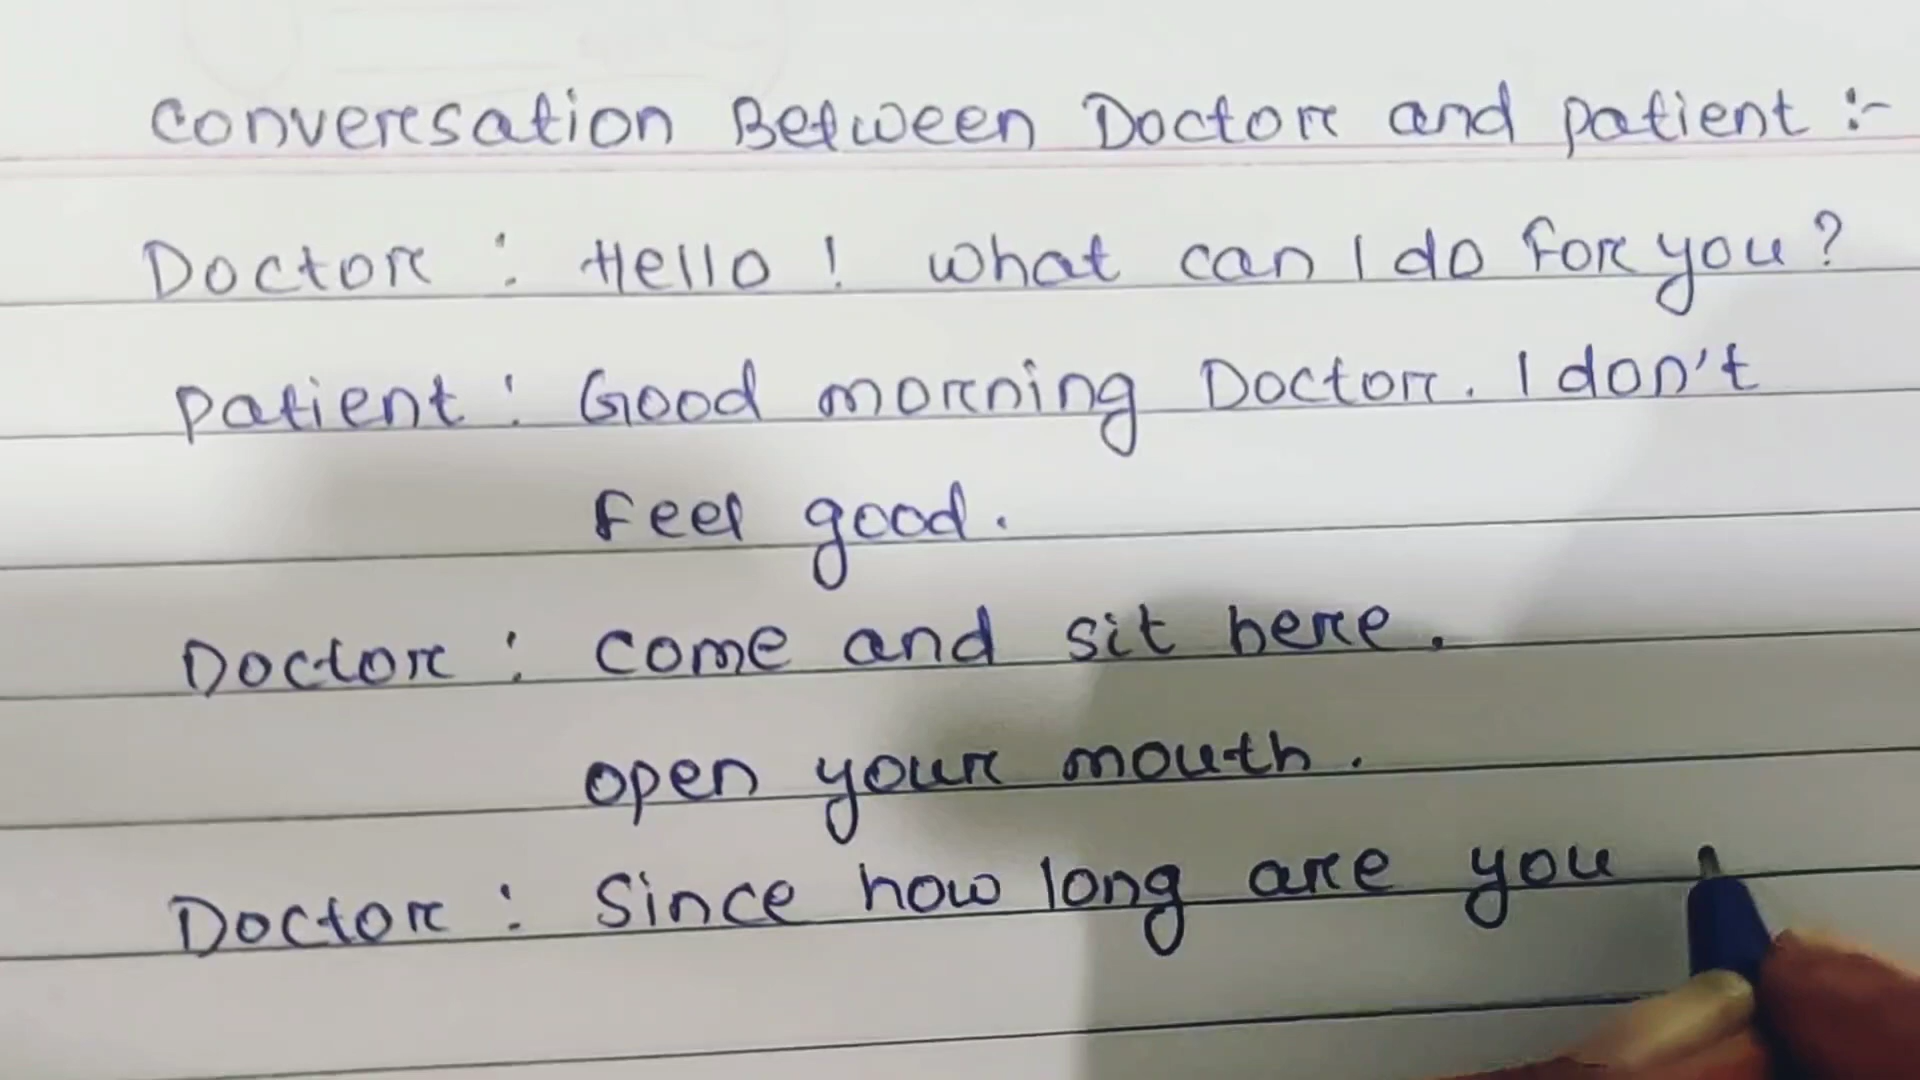 Conversation Between Doctor and patient :-
Doctor : Hello ! what can I do for you ?
patient : Good morning Doctor. I don't
feel good.
Doctor : come and sit here.
open your mouth.
Doctor : Since how long are you